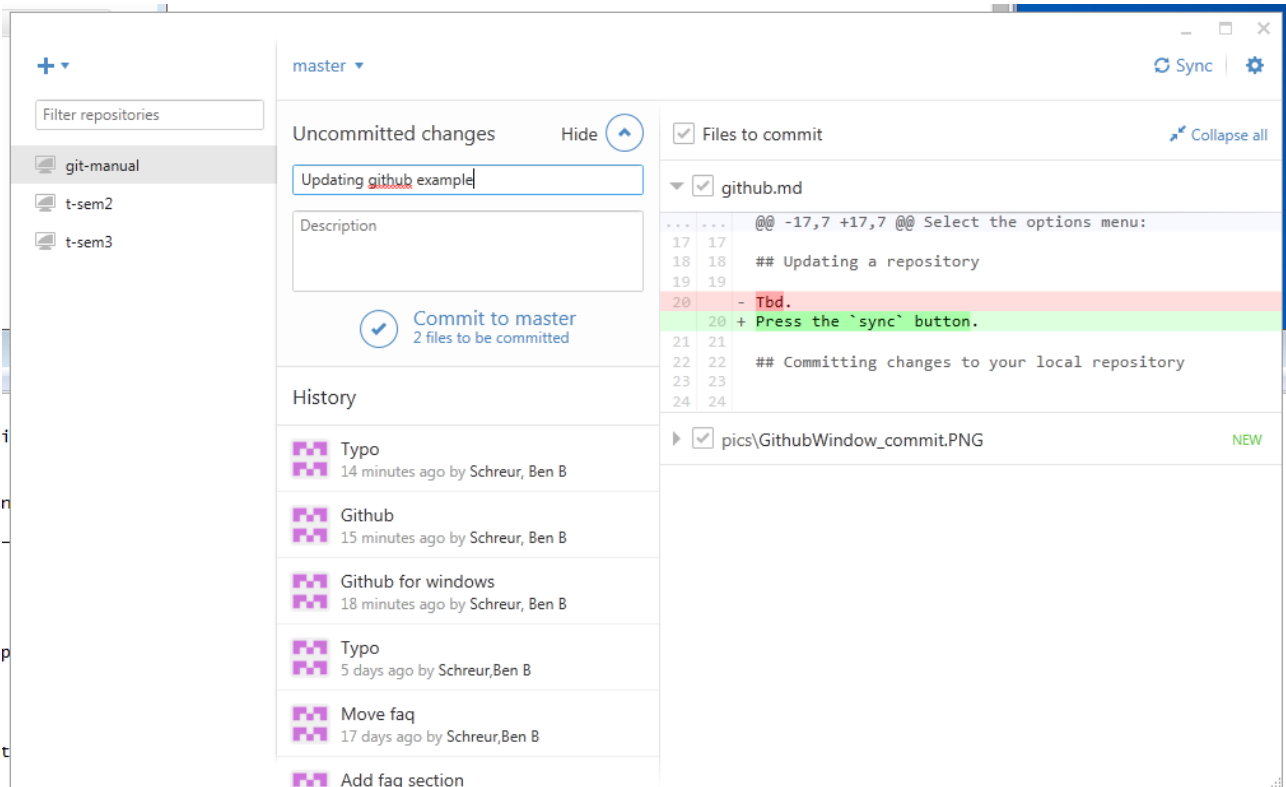 master
Sync
Filter repositories
git-manual
t-sem2
t-sem3
Uncommitted changes
Hide
Updating github example
Description
Commit to master
2 files to be committed
History
Typo
14 minutes ago by Schreur, Ben B
Github
15 minutes ago by Schreur, Ben B
Github for windows
18 minutes ago by Schreur, Ben B
Typo
5 days ago by Schreur,Ben B
Move faq
17 days ago by Schreur,Ben B
Add faq section
Files to commit
Collapse all
github.md
... ... @@ -17,7 +17,7 @@ Select the options menu:
17 17
18 18 ## Updating a repository
19 19
20 - Tbd.
20 + Press the `sync` button.
21 21
22 22 ## Committing changes to your local repository
23 23
24 24
pics\GithubWindow_commit.PNG
NEW
i
n
p
t